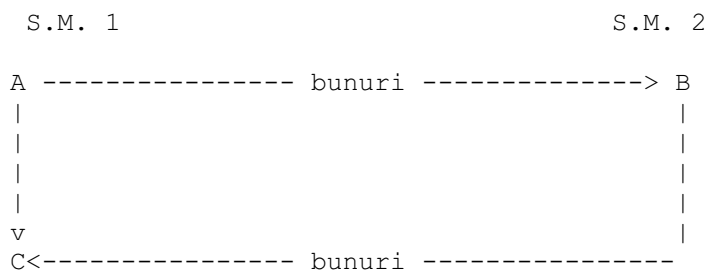 S.M. 1 S.M. 2
A ---------------- bunuri --------------> B
| |
| |
| |
| |
v |
C<---------------- bunuri ----------------